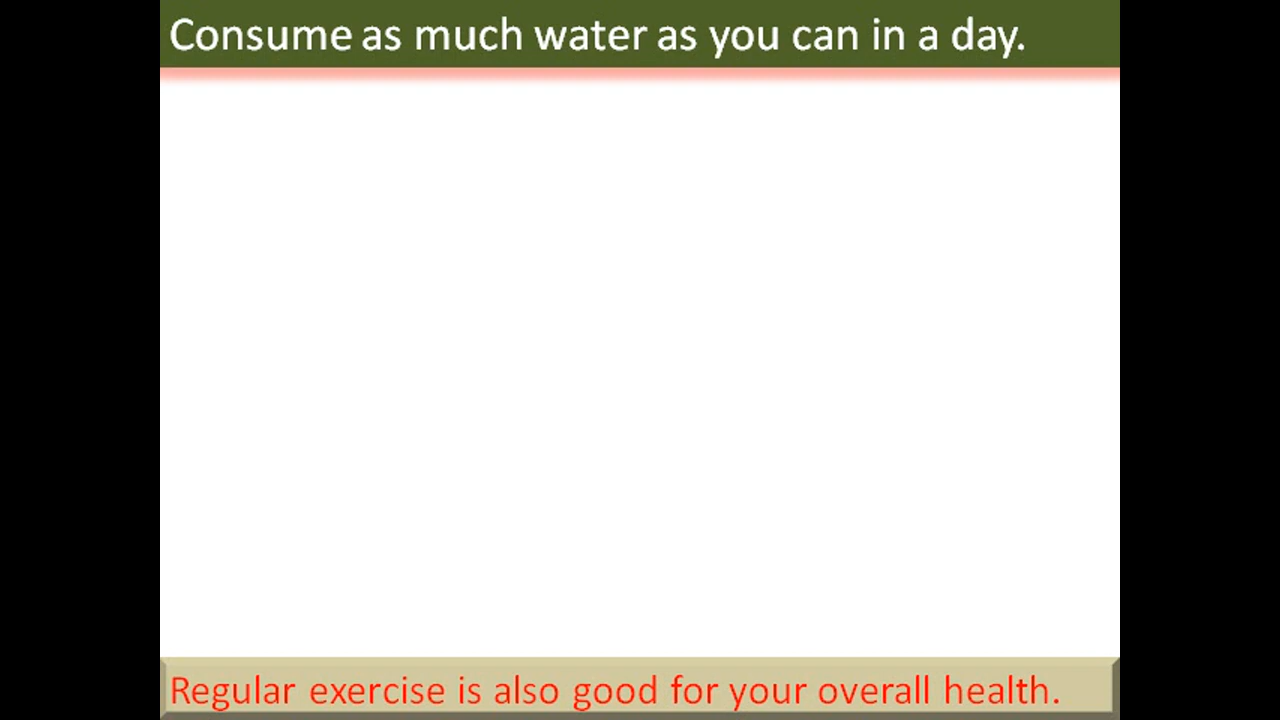 Consume as much water as you can in a day.
Regular exercise is also good for your overall health.